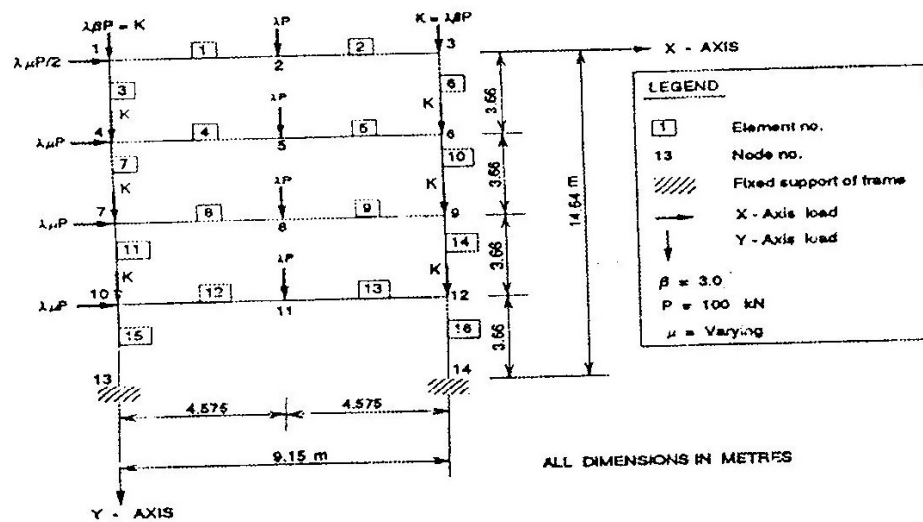 λβP = K
λP
K = λβP
1
1
2
3
X - AXIS
λμP/2
2
3
K
6
K
3.66
LEGEND
1 Element no.
13 Node no.
Fixed support of frame
X - Axis load
Y - Axis load
β = 3.0
P = 100 kN
μ = Varying
λμP
4
4
λP
5
5
6
7
K
10
K
3.66
14.64 m
λμP
7
8
λP
8
9
9
11
K
14
K
3.66
λμP
10
12
λP
11
13
12
15
16
3.66
13
14
4.575
4.575
9.15 m
ALL DIMENSIONS IN METRES
Y - AXIS